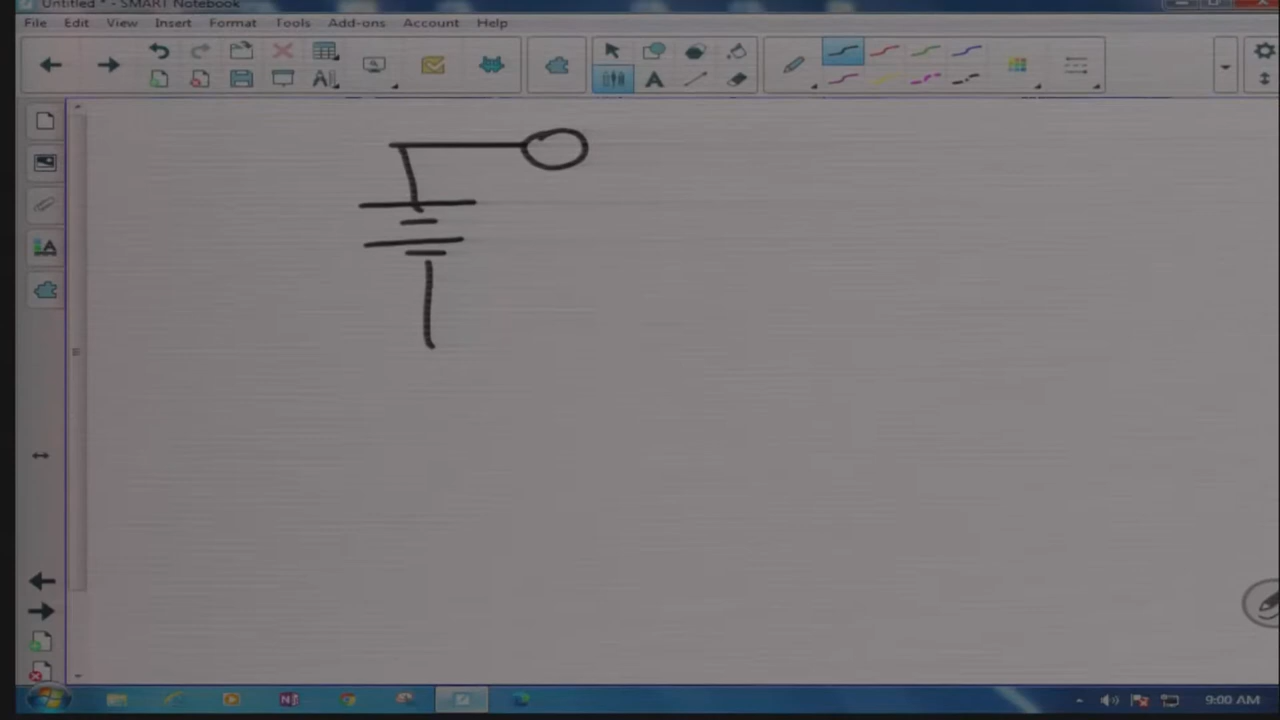 Untitled * - SMART Notebook
File Edit View Insert Format Tools Add-ons Account Help
9:00 AM